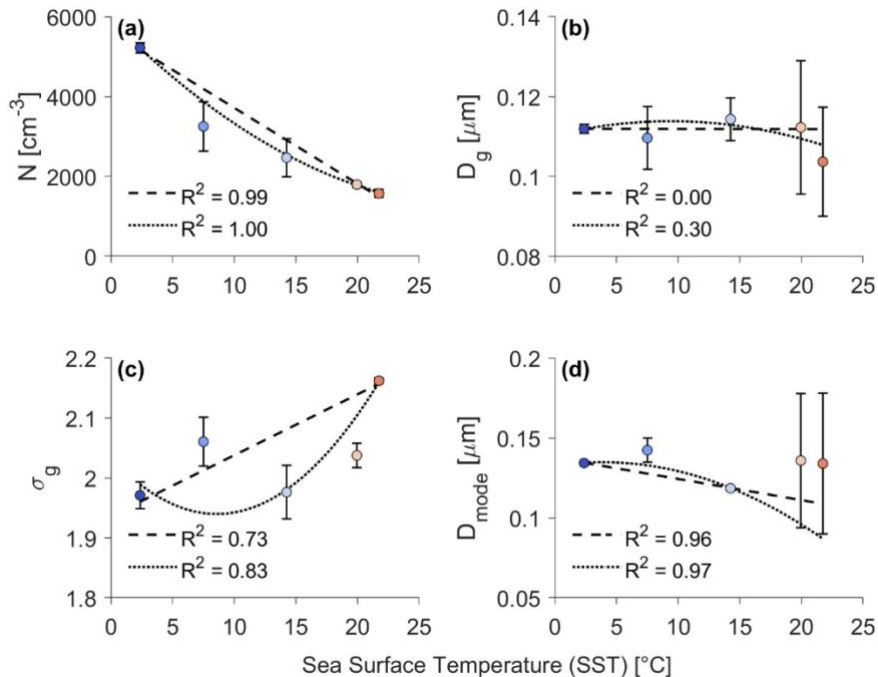 (a)
N [cm⁻³]
6000
4000
2000
0
R² = 0.99
R² = 1.00
0 5 10 15 20 25
(b)
D_g [μm]
0.14
0.12
0.1
0.08
R² = 0.00
R² = 0.30
0 5 10 15 20 25
(c)
σ_g
2.2
2.1
2
1.9
1.8
R² = 0.73
R² = 0.83
0 5 10 15 20 25
(d)
D_mode [μm]
0.2
0.15
0.1
0.05
R² = 0.96
R² = 0.97
0 5 10 15 20 25
Sea Surface Temperature (SST) [°C]